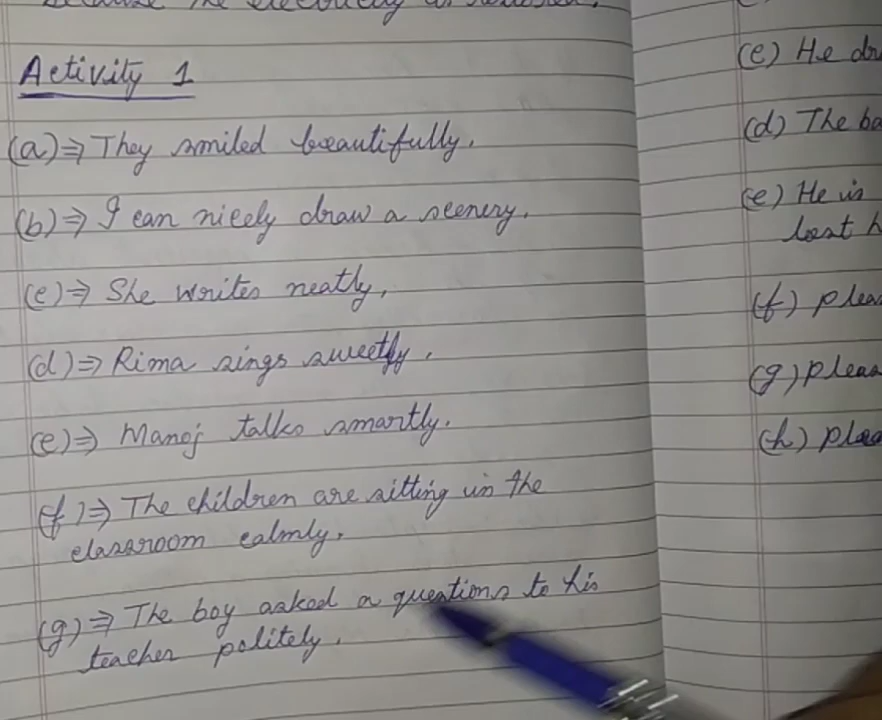 Activity 1
(a) ⇒ They smiled beautifully.
(b) ⇒ I can nicely draw a scenery.
(c) ⇒ She writes neatly,
(d) ⇒ Rima sings sweetly.
(e) ⇒ Manoj talks smartly.
(f) ⇒ The children are sitting in the
classroom calmly.
(g) ⇒ The boy asked a questions to his
teacher politely.
(e) He
(d) The
(e) He is
(f)
(g)
(h)